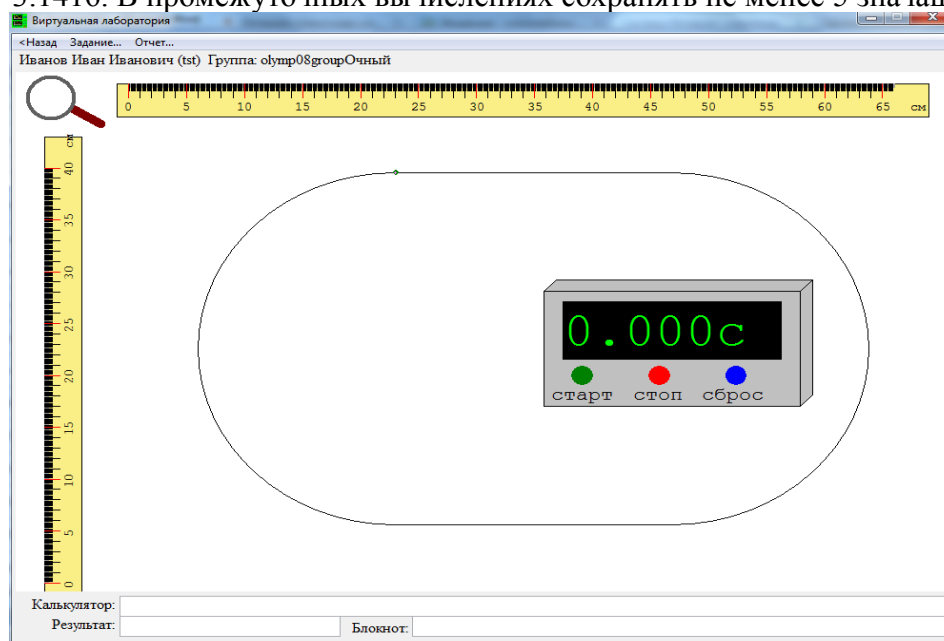 3.1416. В промежуточных вычислениях сохранять не менее 5 значащ
Виртуальная лаборатория
<Назад Задание... Отчет...
Иванов Иван Иванович (tst) Группа: olymp08groupОчный
0 5 10 15 20 25 30 35 40 45 50 55 60 65 см
см
40
35
30
25
20
15
10
5
0
0.000с
старт стоп сброс
Калькулятор:
Результат: Блокнот: